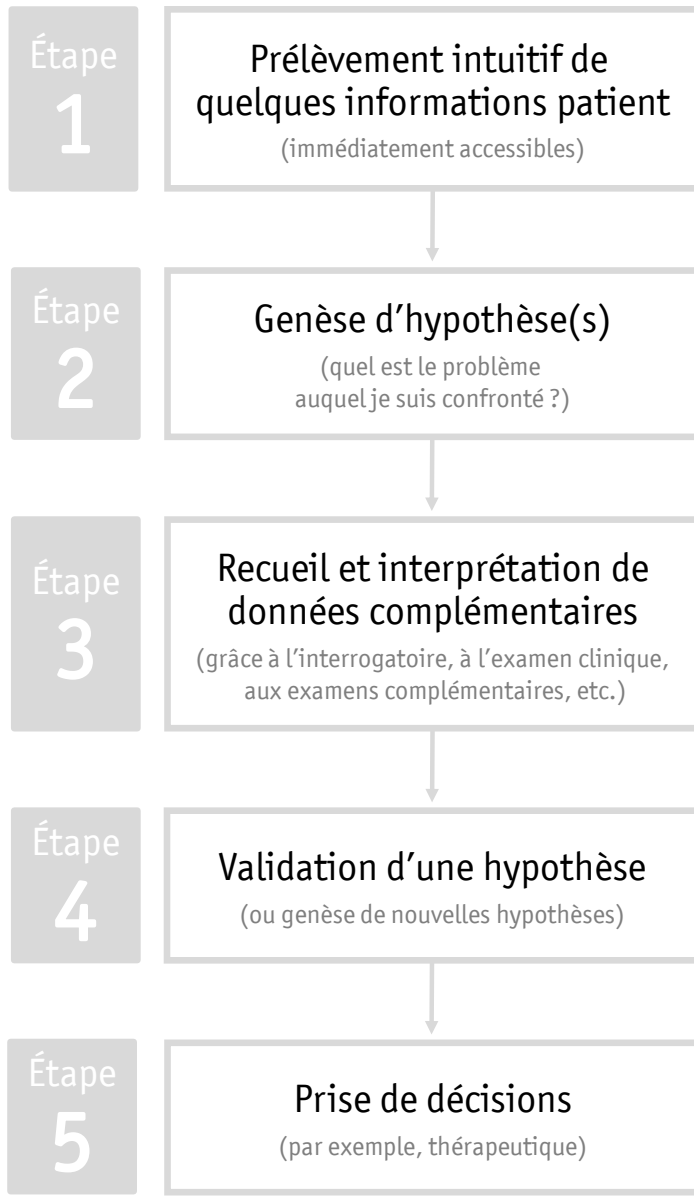 Étape
1
Prélèvement intuitif de
quelques informations patient
(immédiatement accessibles)
Étape
2
Genèse d’hypothèse(s)
(quel est le problème
auquel je suis confronté ?)
Étape
3
Recueil et interprétation de
données complémentaires
(grâce à l’interrogatoire, à l’examen clinique,
aux examens complémentaires, etc.)
Étape
4
Validation d’une hypothèse
(ou genèse de nouvelles hypothèses)
Étape
5
Prise de décisions
(par exemple, thérapeutique)